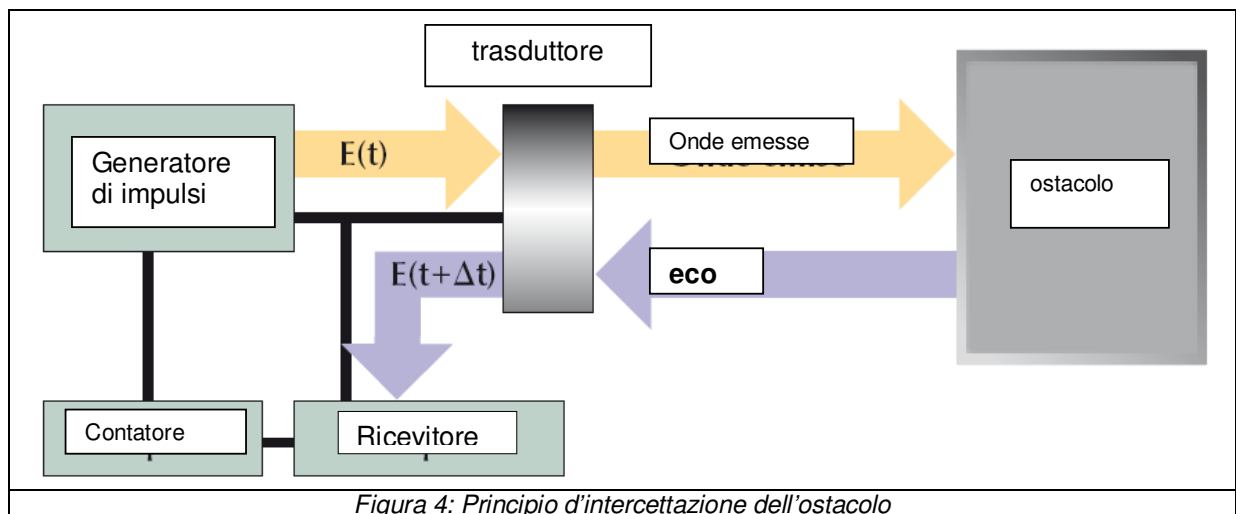 trasduttore
Generatore
di impulsi
E(t)
Onde emesse
ostacolo
E(t+Δt)
eco
Contatore
Ricevitore
Figura 4: Principio d'intercettazione dell'ostacolo